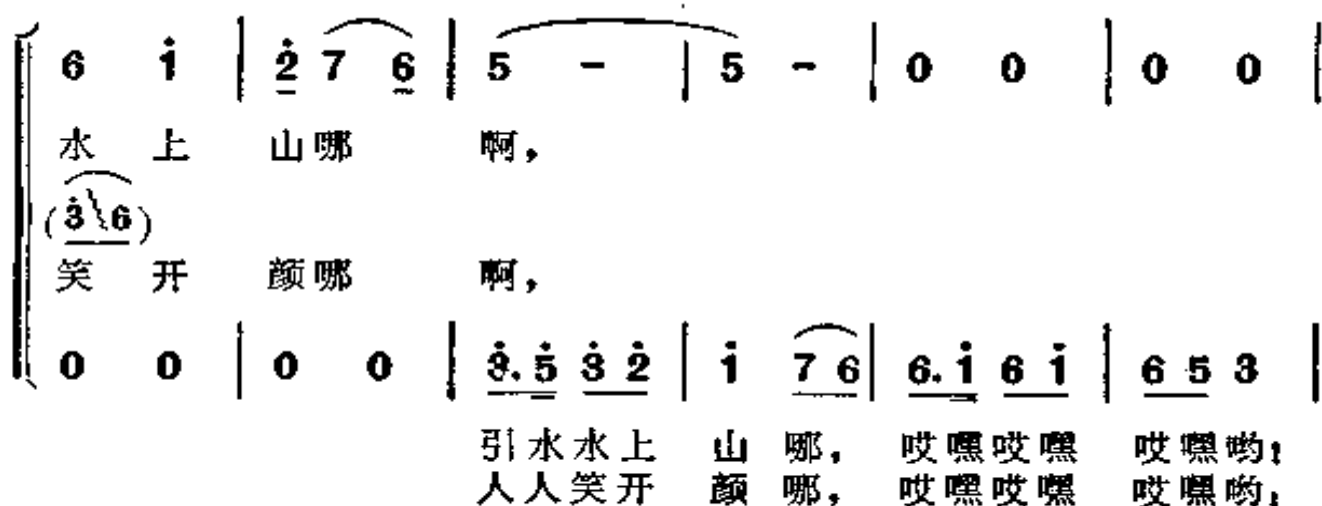 6 i̇ | 2̇ 7 6 | 5 - | 5 - | 0 0 | 0 0 |
水 上 山哪 啊，
(3̇ 6)
笑 开 颜哪 啊，
0 0 | 0 0 | 3̇. 5̇ 3̇ 2̇ | 1̇ 7 6 | 6. 1̇ 6 1̇ | 6 5 3 |
引水水上 山 哪， 哎嘿哎嘿 哎嘿哟；
人人笑开 颜 哪， 哎嘿哎嘿 哎嘿哟；